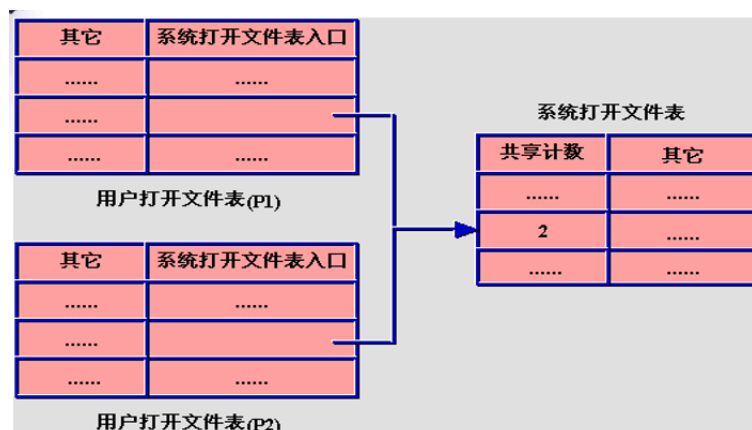 其它 系统打开文件表入口
...... ......
......
...... ......
用户打开文件表(P1)
系统打开文件表
共享计数 其它
...... ......
2 ......
...... ......
其它 系统打开文件表入口
...... ......
......
...... ......
用户打开文件表(P2)